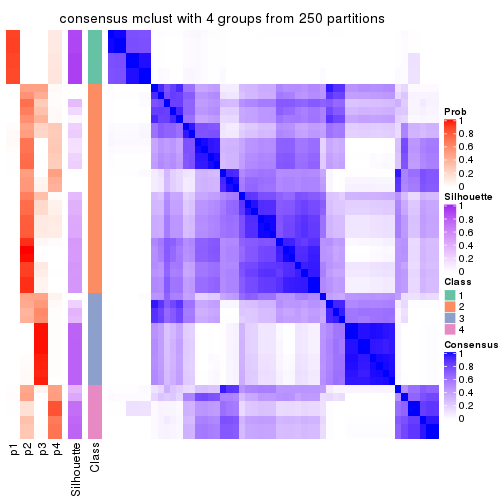 consensus mclust with 4 groups from 250 partitions
Prob
1
0.8
0.6
0.4
0.2
0
Silhouette
1
0.8
0.6
0.4
0.2
0
Class
1
2
3
4
Consensus
1
0.8
0.6
0.4
0.2
0
p1
p2
p3
p4
Silhouette
Class